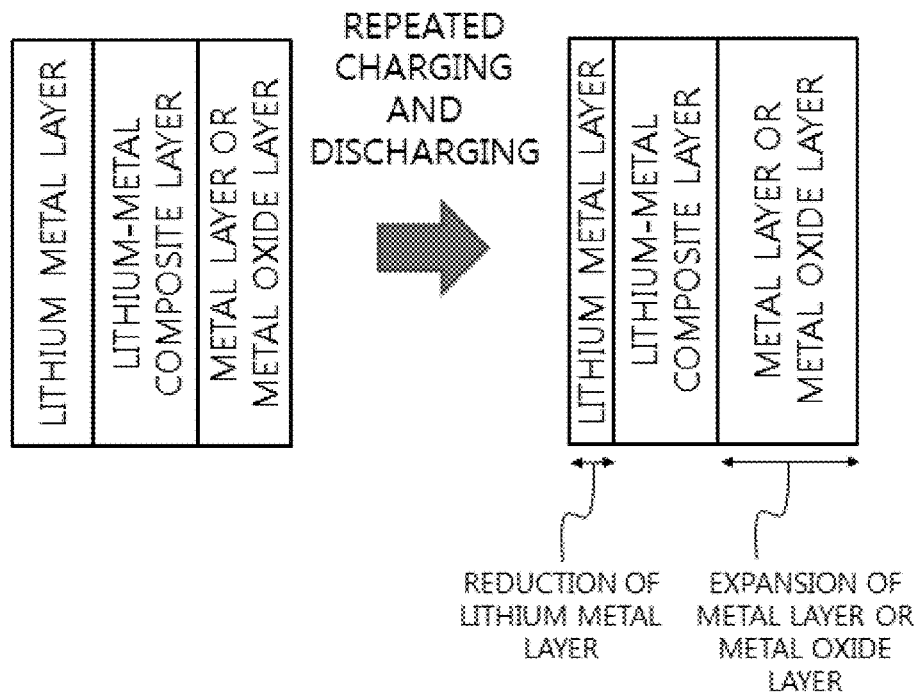 LITHIUM METAL LAYER
LITHIUM-METAL
COMPOSITE LAYER
METAL LAYER OR
METAL OXIDE LAYER
REPEATED
CHARGING
AND
DISCHARGING
LITHIUM METAL LAYER
LITHIUM-METAL
COMPOSITE LAYER
METAL LAYER OR
METAL OXIDE LAYER
REDUCTION OF
LITHIUM METAL
LAYER
EXPANSION OF
METAL LAYER OR
METAL OXIDE
LAYER